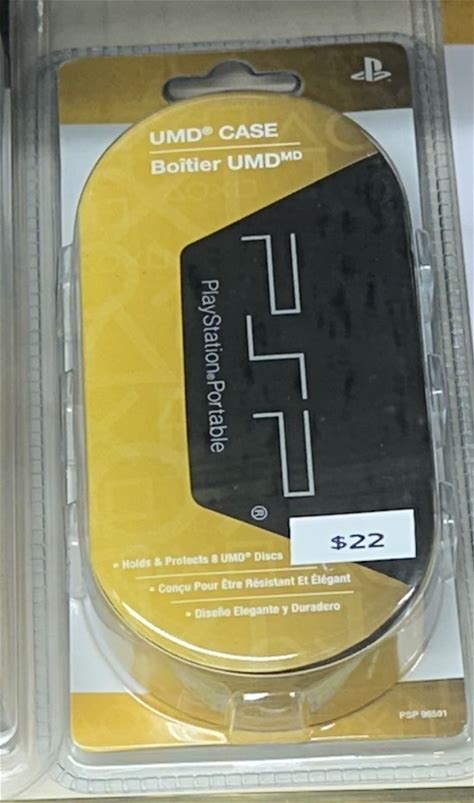 UMD® CASE
Boîtier UMDᴹᴰ
PSP
PlayStation®Portable
®
$22
• Holds & Protects 8 UMD® Discs
• Conçu Pour Être Résistant Et Élégant
• Diseño Elegante y Duradero
PSP 98591